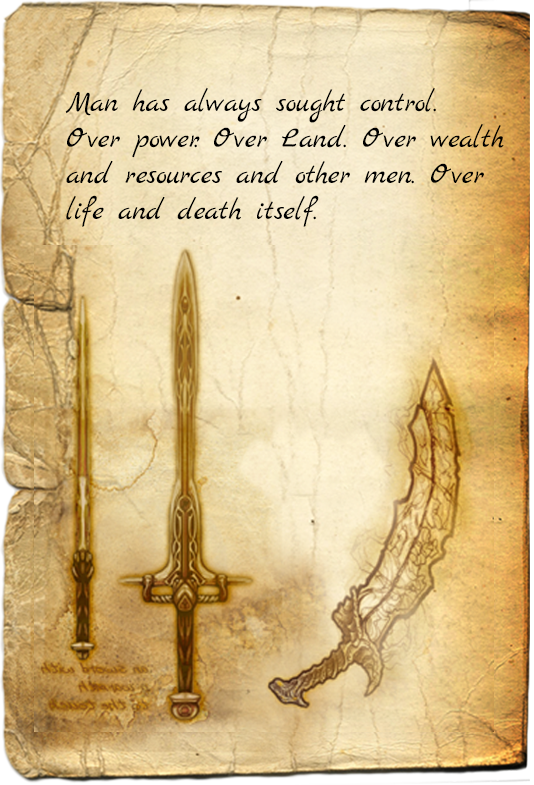 Man has always sought control.
Over power. Over Land. Over wealth
and resources and other men. Over
life and death itself.